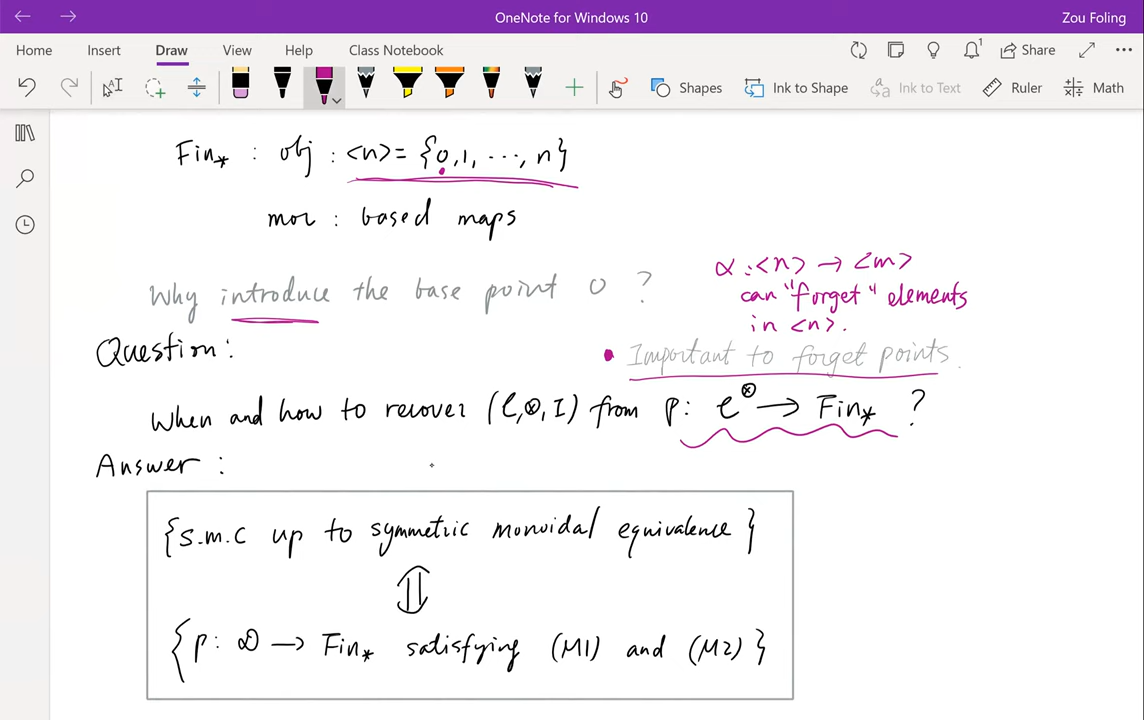 OneNote for Windows 10
Zou Foling
Home Insert Draw View Help Class Notebook
1 Share
Shapes Ink to Shape Ink to Text Ruler Math
Fin* : obj : <n> = {0,1, ..., n}
mor : based maps
Why introduce the base point 0 ?
α : <n> → <m>
can "forget" elements
in <n>.
Question:
• Important to forget points.
When and how to recover (C,⊗,I) from p: C^⊗ → Fin* ?
Answer :
{s.m.c up to symmetric monoidal equivalence}
⇕
{p: D → Fin* satisfying (M1) and (M2)}